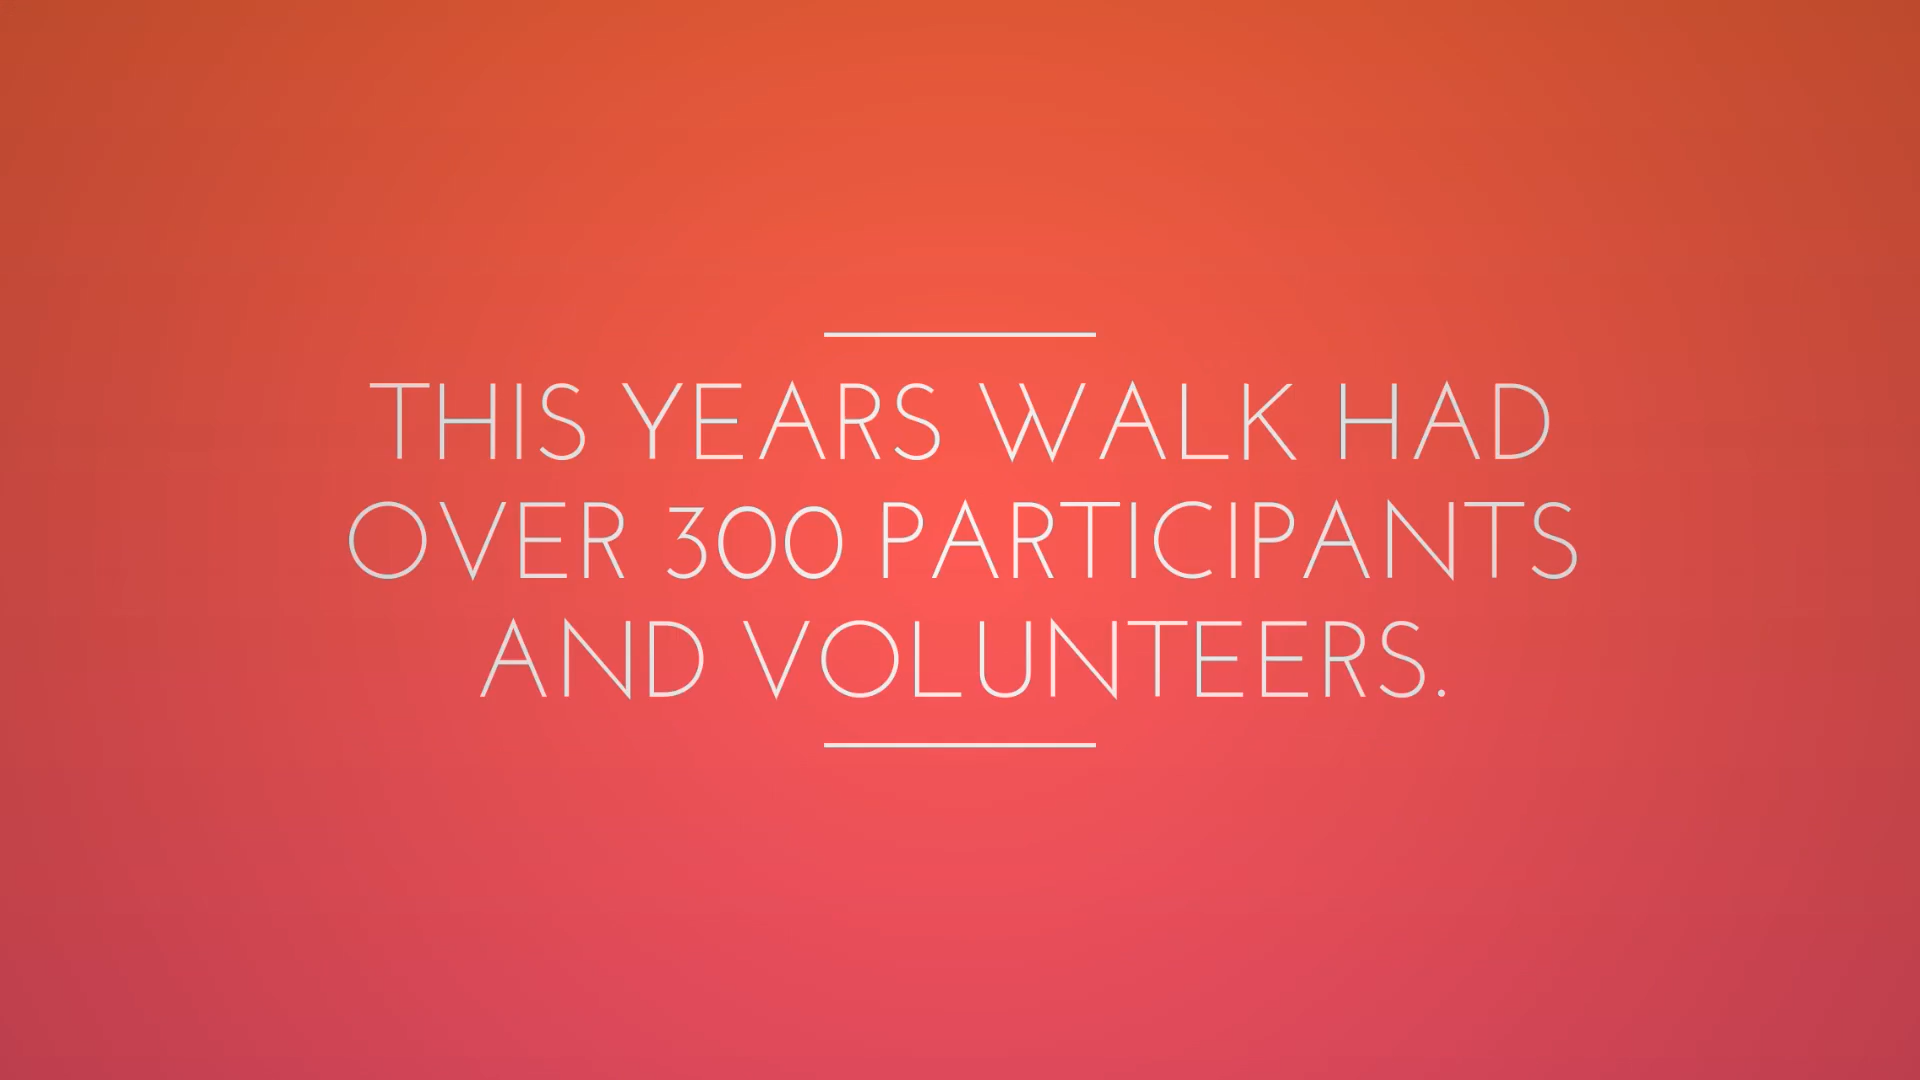 THIS YEARS WALK HAD
OVER 300 PARTICIPANTS
AND VOLUNTEERS.